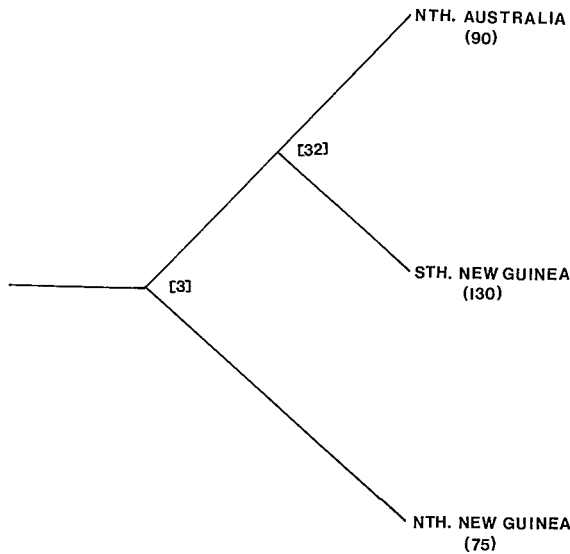 NTH. AUSTRALIA
(90)
[32]
STH. NEW GUINEA
(130)
[3]
NTH. NEW GUINEA
(75)